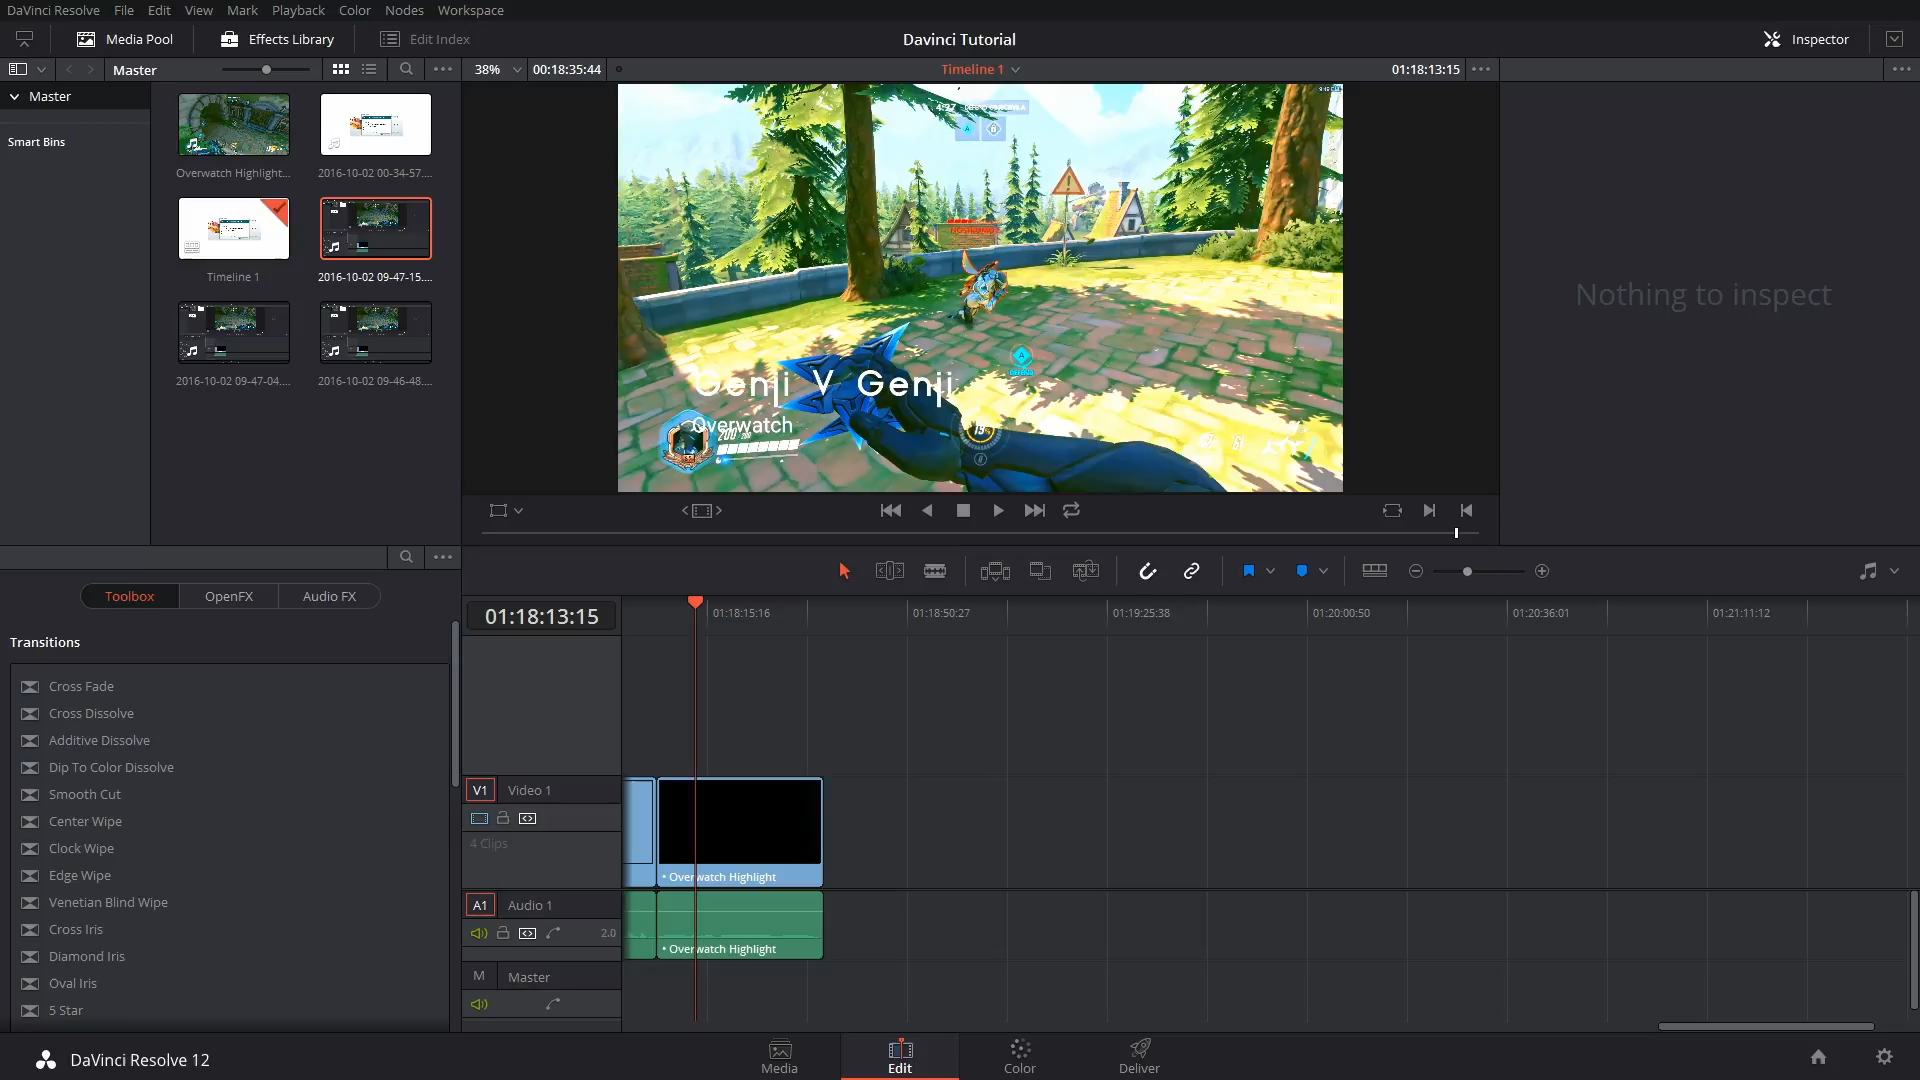 DaVinci Resolve File Edit View Mark Playback Color Nodes Workspace
Media Pool Effects Library Edit Index Davinci Tutorial Inspector
Master 38% 00:18:35:44 Timeline 1 01:18:13:15
Master
Smart Bins
Overwatch Highlight... 2016-10-02 00-34-57...
Timeline 1 2016-10-02 09-47-15...
2016-10-02 09-47-04... 2016-10-02 09-46-48...
4:27
A
Genji V Genji
Overwatch
200
Nothing to inspect
Toolbox OpenFX Audio FX
Transitions
Cross Fade
Cross Dissolve
Additive Dissolve
Dip To Color Dissolve
Smooth Cut
Center Wipe
Clock Wipe
Edge Wipe
Venetian Blind Wipe
Cross Iris
Diamond Iris
Oval Iris
5 Star
01:18:13:15 01:18:15:16 01:18:50:27 01:19:25:38 01:20:00:50 01:20:36:01 01:21:11:12
V1 Video 1
4 Clips
• Overwatch Highlight
A1 Audio 1
2.0
• Overwatch Highlight
M Master
DaVinci Resolve 12 Media Edit Color Deliver